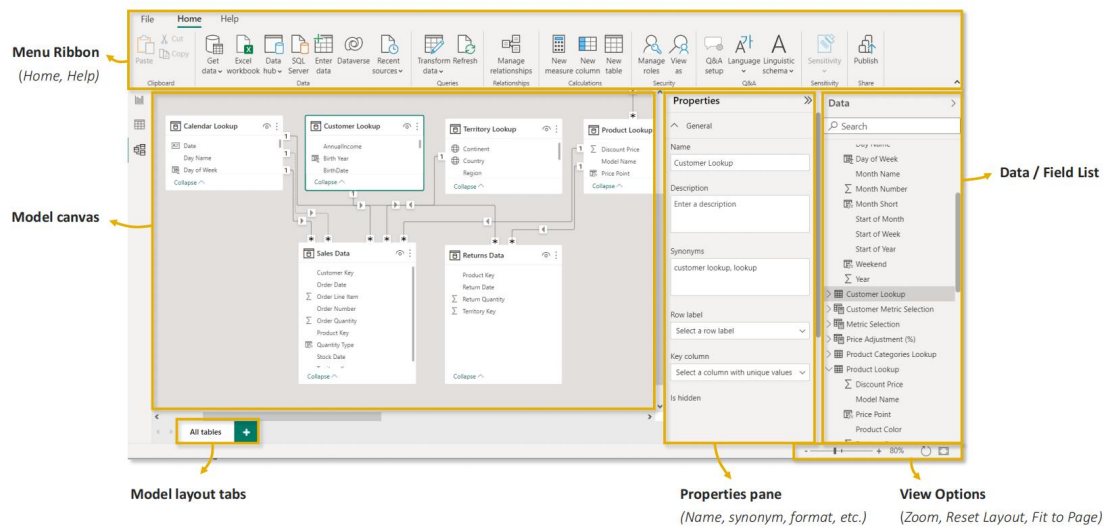 File Home Help
Menu Ribbon
(Home, Help)
Cut
Copy
Paste
Get data
Excel workbook
Data hub
SQL Server
Enter data
Dataverse
Recent sources
Transform data
Refresh
Manage relationships
New measure
New column
New table
Manage roles
View as
Q&A setup
Language
Linguistic schema
Sensitivity
Publish
Clipboard
Data
Queries
Relationships
Calculations
Security
Q&A
Sensitivity
Share
Model canvas
Calendar Lookup
Date
Day Name
Day of Week
Collapse
1
1
1
Customer Lookup
AnnualIncome
Birth Year
BirthDate
Collapse
1
Territory Lookup
Continent
Country
Region
Collapse
1
Product Lookup
Discount Price
Model Name
Price Point
Collapse
*
1
1
* * * * *
* *
Sales Data
Customer Key
Order Date
Order Line Item
Order Number
Order Quantity
Product Key
Quantity Type
Stock Date
Collapse
Returns Data
Product Key
Return Date
Return Quantity
Territory Key
Collapse
All tables +
Model layout tabs
Properties
General
Name
Customer Lookup
Description
Enter a description
Synonyms
customer lookup, lookup
Row label
Select a row label
Key column
Select a column with unique values
Is hidden
Properties pane
(Name, synonym, format, etc.)
Data
Search
Day Name
Day of Week
Month Name
Month Number
Month Short
Start of Month
Start of Week
Start of Year
Weekend
Year
Customer Lookup
Customer Metric Selection
Metric Selection
Price Adjustment (%)
Product Categories Lookup
Product Lookup
Discount Price
Model Name
Price Point
Product Color
Data / Field List
- + 80%
View Options
(Zoom, Reset Layout, Fit to Page)